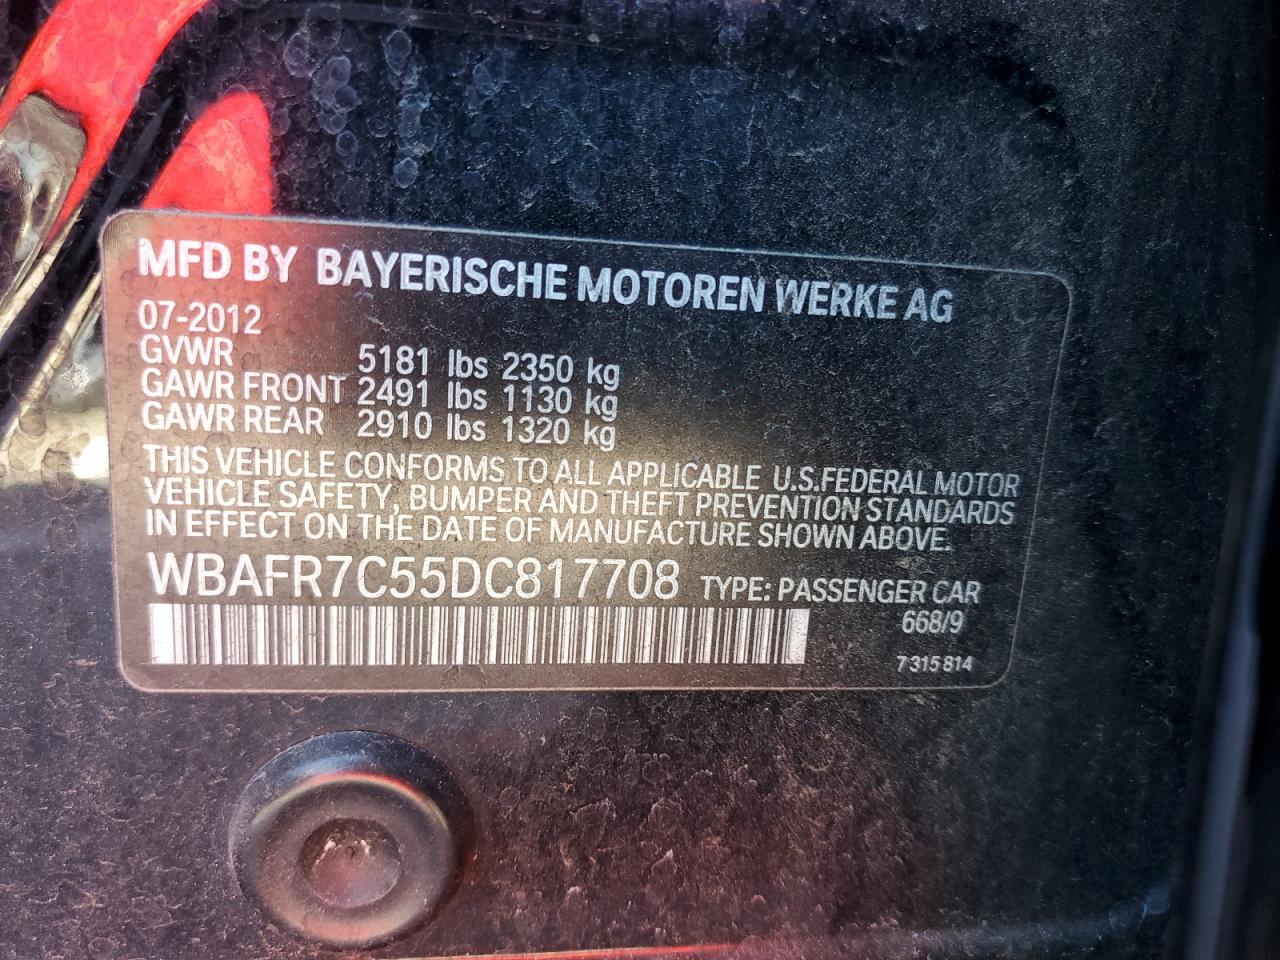 MFD BY BAYERISCHE MOTOREN WERKE AG
07-2012
GVWR 5181 lbs 2350 kg
GAWR FRONT 2491 lbs 1130 kg
GAWR REAR 2910 lbs 1320 kg
THIS VEHICLE CONFORMS TO ALL APPLICABLE U.S.FEDERAL MOTOR
VEHICLE SAFETY, BUMPER AND THEFT PREVENTION STANDARDS
IN EFFECT ON THE DATE OF MANUFACTURE SHOWN ABOVE.
WBAFR7C55DC817708 TYPE: PASSENGER CAR
668/9
7 315 814